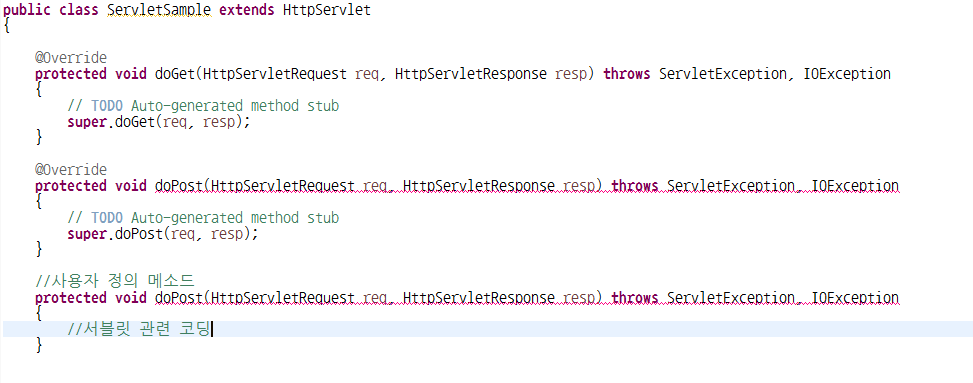 public class ServletSample extends HttpServlet
{
@Override
protected void doGet(HttpServletRequest req, HttpServletResponse resp) throws ServletException, IOException
{
// TODO Auto-generated method stub
super.doGet(req, resp);
}
@Override
protected void doPost(HttpServletRequest req, HttpServletResponse resp) throws ServletException, IOException
{
// TODO Auto-generated method stub
super.doPost(req, resp);
}
//사용자 정의 메소드
protected void doPost(HttpServletRequest req, HttpServletResponse resp) throws ServletException, IOException
{
//서블릿 관련 코딩
}